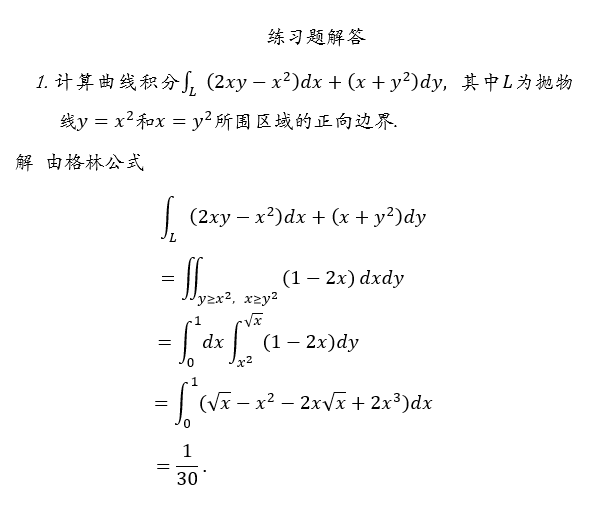 练习题解答
1. 计算曲线积分∫_L (2xy − x²)dx + (x + y²)dy, 其中L为抛物
线y = x²和x = y²所围区域的正向边界.
解 由格林公式
∫_L (2xy − x²)dx + (x + y²)dy
= ∬_{y≥x², x≥y²} (1 − 2x) dxdy
= ∫_0^1 dx ∫_{x²}^{√x} (1 − 2x)dy
= ∫_0^1 (√x − x² − 2x√x + 2x³)dx
= 1/30 .